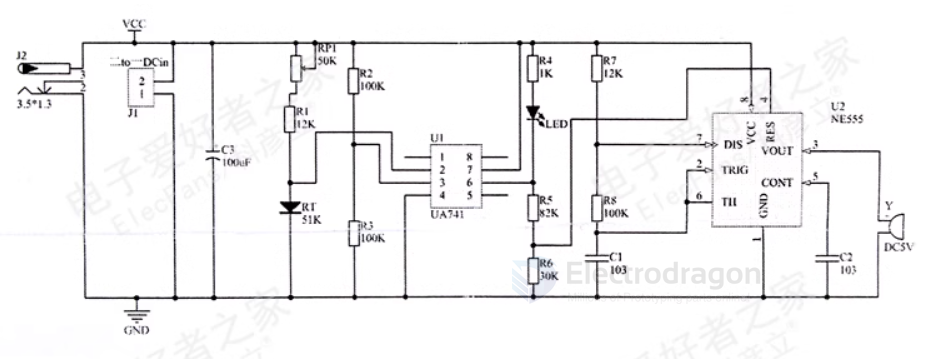 VCC
J2
3
2
3.5*1.3
DCin
2
1
J1
C3
100uF
RP1
50K
R1
12K
RT
51K
R2
100K
R3
100K
U1
1
2
3
4
8
7
6
5
UA741
R4
1K
LED
R5
82K
R6
30K
R7
12K
R8
100K
C1
103
U2
NE555
8
4
VCC
RES
7
DIS
2
TRIG
6
TH
VOUT
3
CONT
5
GND
1
C2
103
Y
DC5V
GND
电子爱好者之家
ElecFans
Electrodragon